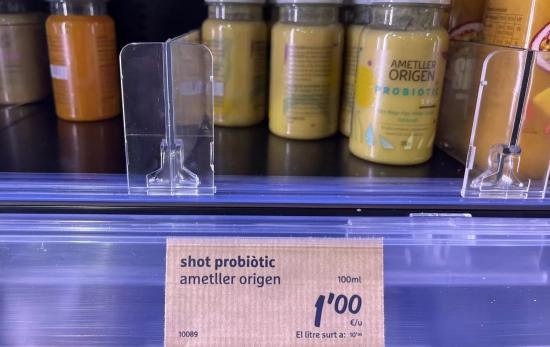 AMETLLER
ORIGEN
PROBIOTIC
shot probiòtic
ametller origen
100ml
1'00
€/u
10089
El litre surt a: